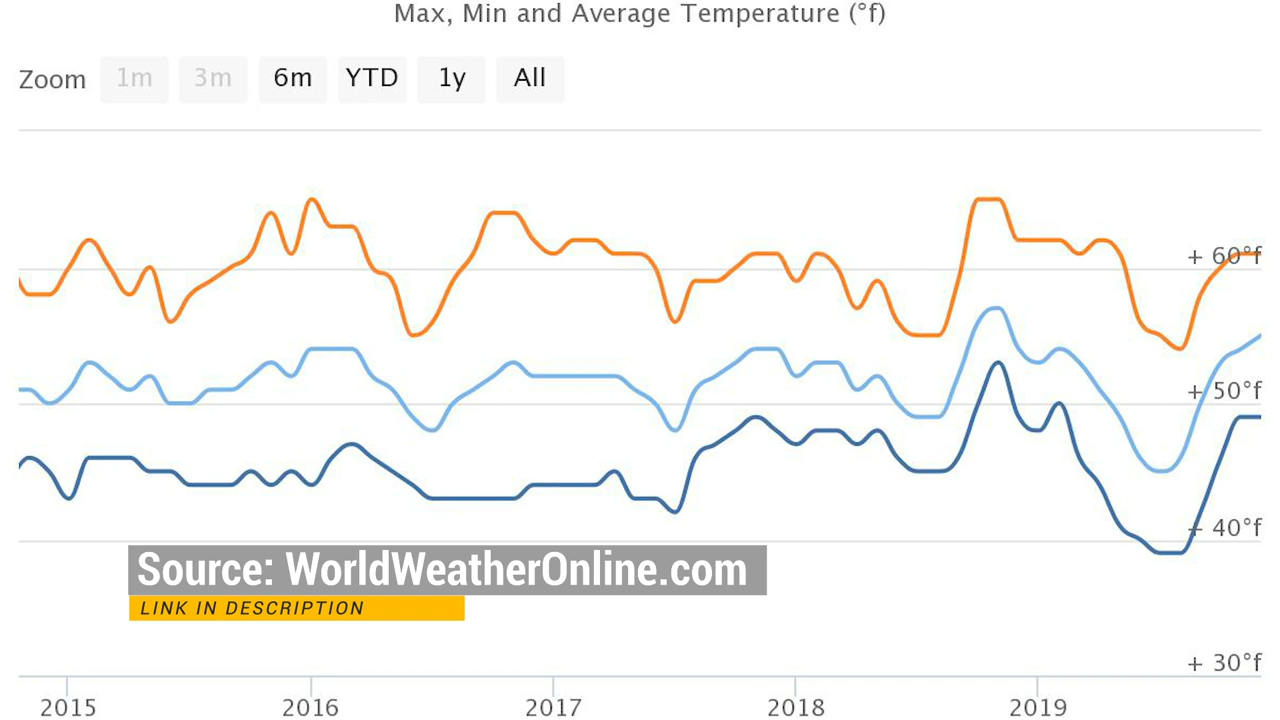 Max, Min and Average Temperature (°f)
Zoom 1m 3m 6m YTD 1y All
+ 60°f
+ 50°f
+ 40°f
Source: WorldWeatherOnline.com
LINK IN DESCRIPTION
+ 30°f
2015 2016 2017 2018 2019